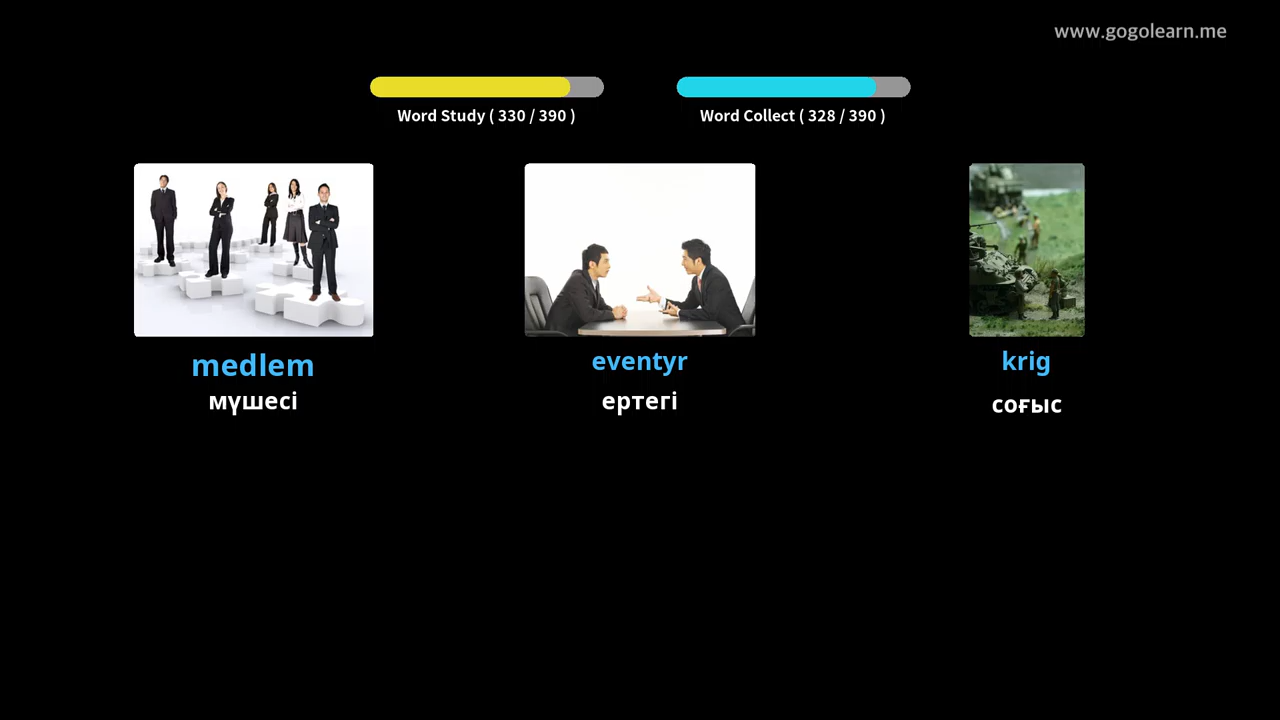 www.gogolearn.me
Word Study ( 330 / 390 )
Word Collect ( 328 / 390 )
medlem
мүшесі
eventyr
ертегі
krig
соғыс